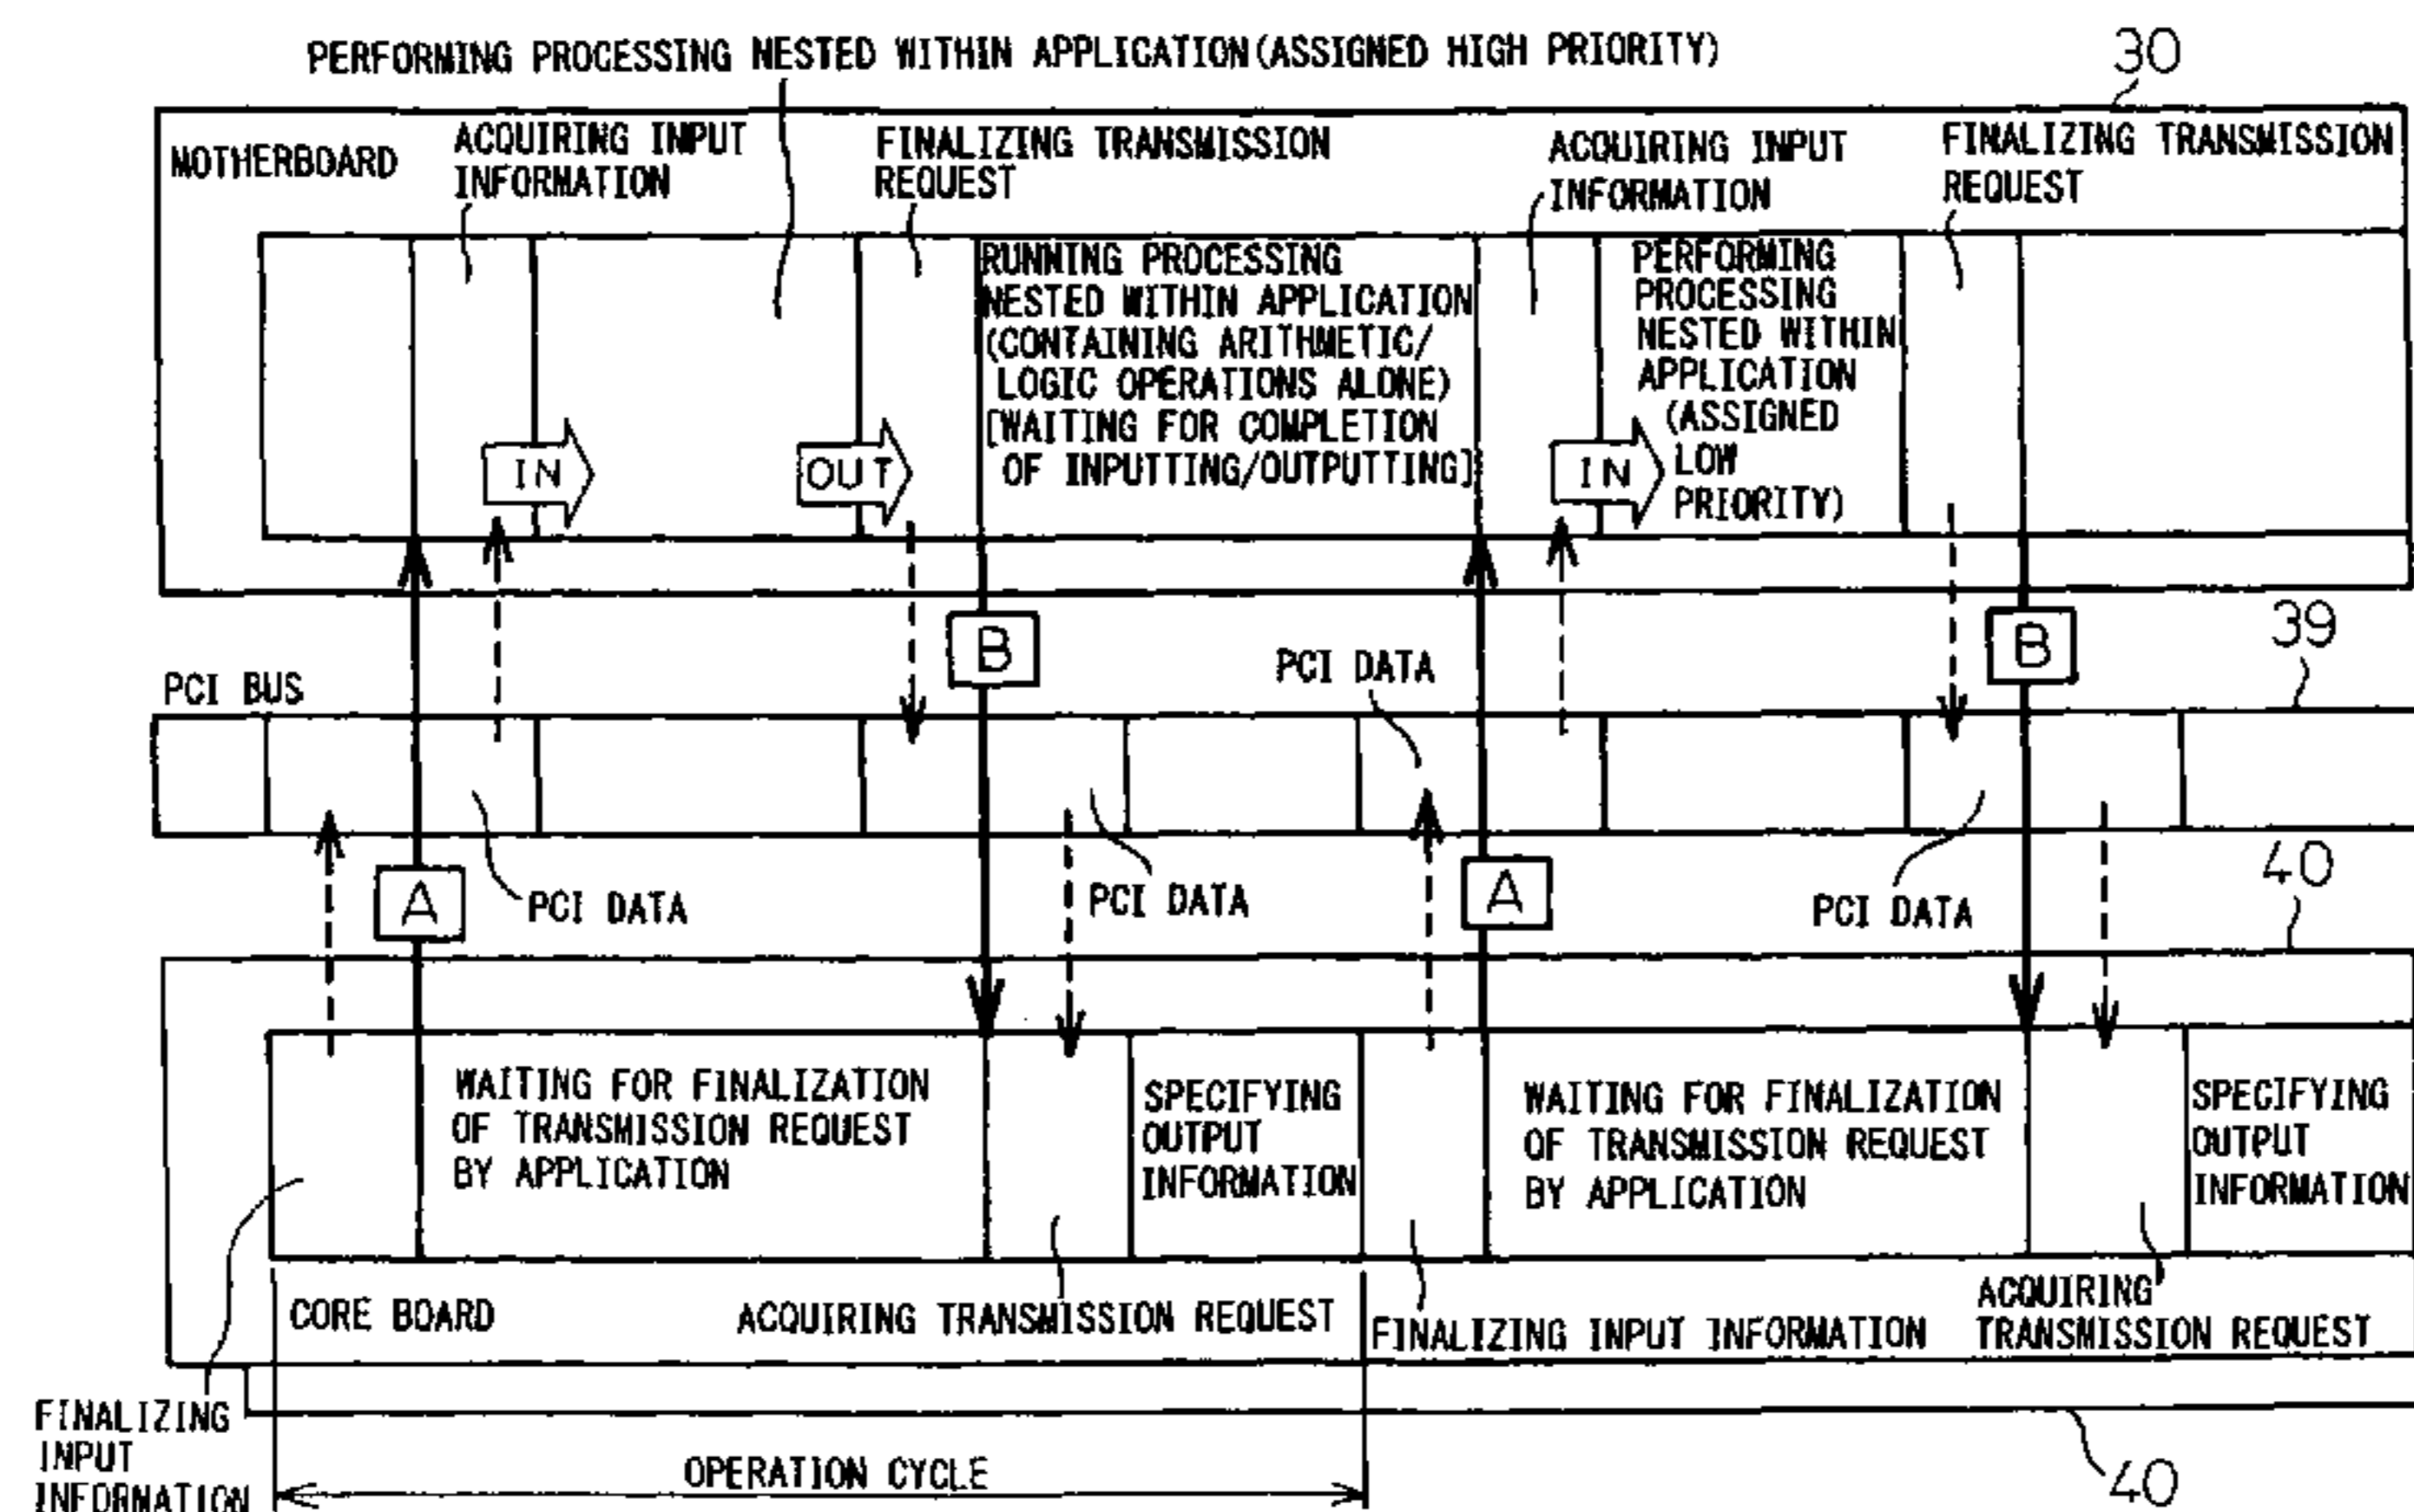 PERFORMING PROCESSING NESTED WITHIN APPLICATION(ASSIGNED HIGH PRIORITY)
30
MOTHERBOARD
ACQUIRING INPUT
INFORMATION
FINALIZING TRANSMISSION
REQUEST
ACQUIRING INPUT
INFORMATION
FINALIZING TRANSMISSION
REQUEST
RUNNING PROCESSING
NESTED WITHIN APPLICATION
(CONTAINING ARITHMETIC/
LOGIC OPERATIONS ALONE)
[WAITING FOR COMPLETION
OF INPUTTING/OUTPUTTING]
PERFORMING
PROCESSING
NESTED WITHIN
APPLICATION
(ASSIGNED
LOW
PRIORITY)
IN
OUT
IN
B
B
39
PCI DATA
PCI BUS
A
PCI DATA
PCI DATA
A
PCI DATA
40
WAITING FOR FINALIZATION
OF TRANSMISSION REQUEST
BY APPLICATION
SPECIFYING
OUTPUT
INFORMATION
WAITING FOR FINALIZATION
OF TRANSMISSION REQUEST
BY APPLICATION
SPECIFYING
OUTPUT
INFORMATION
CORE BOARD
ACQUIRING TRANSMISSION REQUEST
FINALIZING INPUT INFORMATION
ACQUIRING
TRANSMISSION REQUEST
FINALIZING
INPUT
INFORMATION
OPERATION CYCLE
40